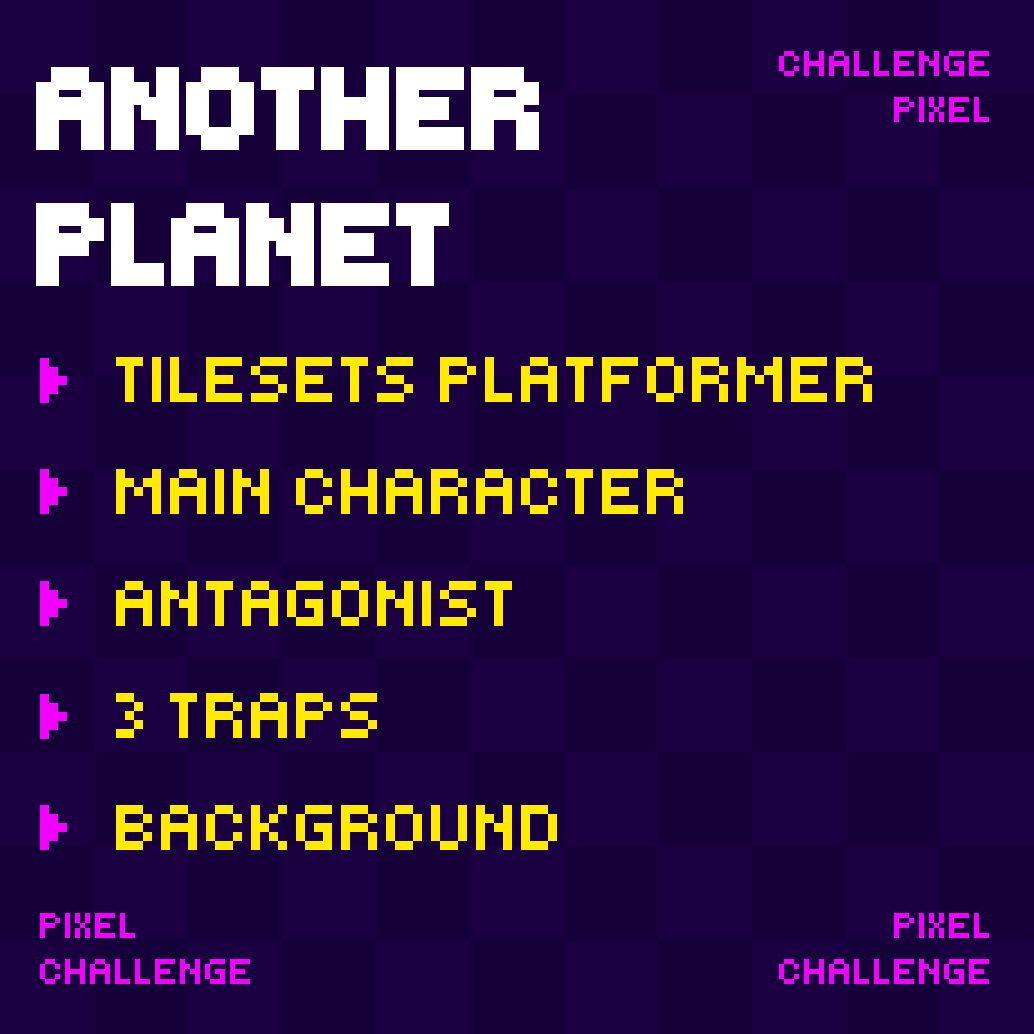 ANOTHER
PLANET
CHALLENGE
PIXEL
TILESETS PLATFORMER
MAIN CHARACTER
ANTAGONIST
3 TRAPS
BACKGROUND
PIXEL
CHALLENGE
PIXEL
CHALLENGE